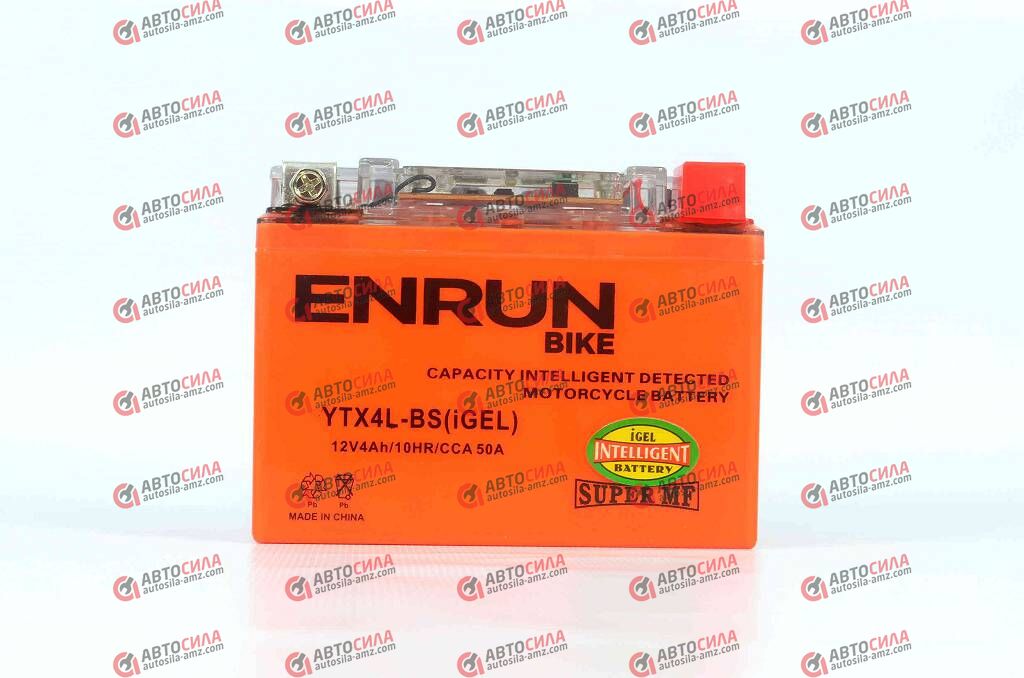 ENRUN
BIKE
CAPACITY INTELLIGENT DETECTED
MOTORCYCLE BATTERY
YTX4L-BS(iGEL)
12V4Ah/10HR/CCA 50A
iGEL
INTELLIGENT
BATTERY
SUPER MF
Pb Pb
MADE IN CHINA
АВТОСИЛА
autosila-amz.com